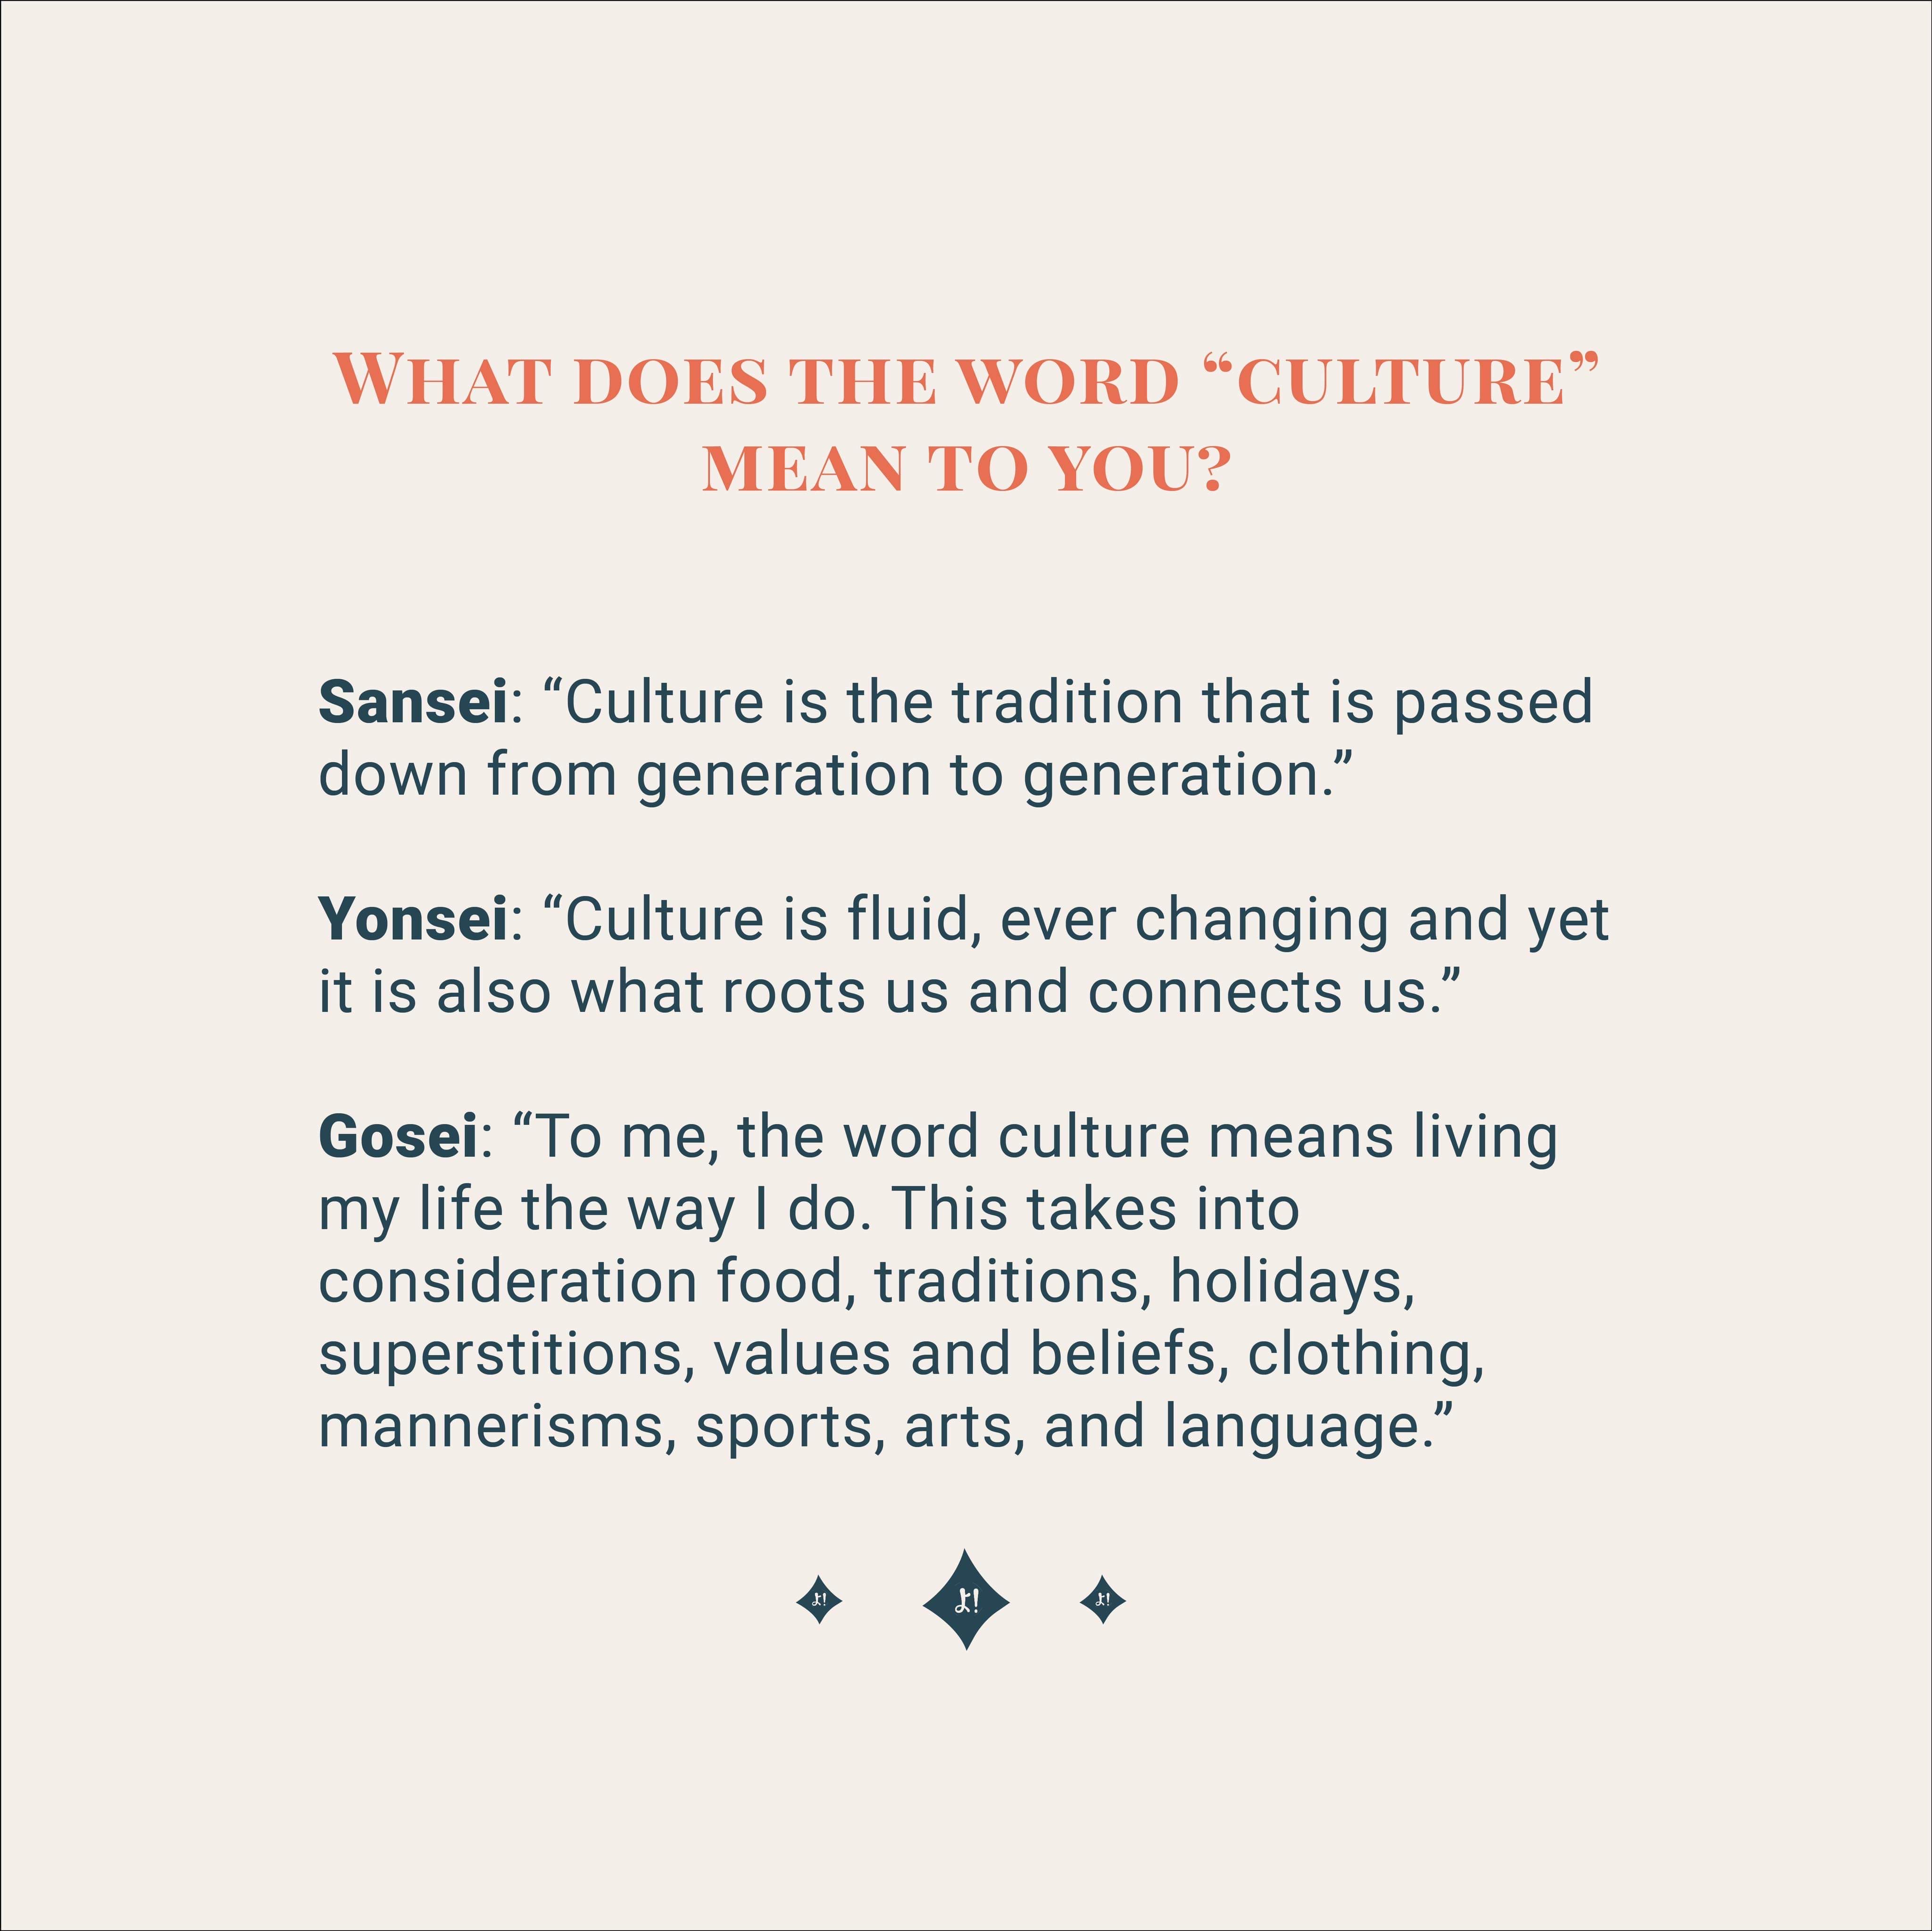 WHAT DOES THE WORD “CULTURE”
MEAN TO YOU?
Sansei: “Culture is the tradition that is passed
down from generation to generation.”
Yonsei: “Culture is fluid, ever changing and yet
it is also what roots us and connects us.”
Gosei: “To me, the word culture means living
my life the way I do. This takes into
consideration food, traditions, holidays,
superstitions, values and beliefs, clothing,
mannerisms, sports, arts, and language.”
よ! よ! よ!